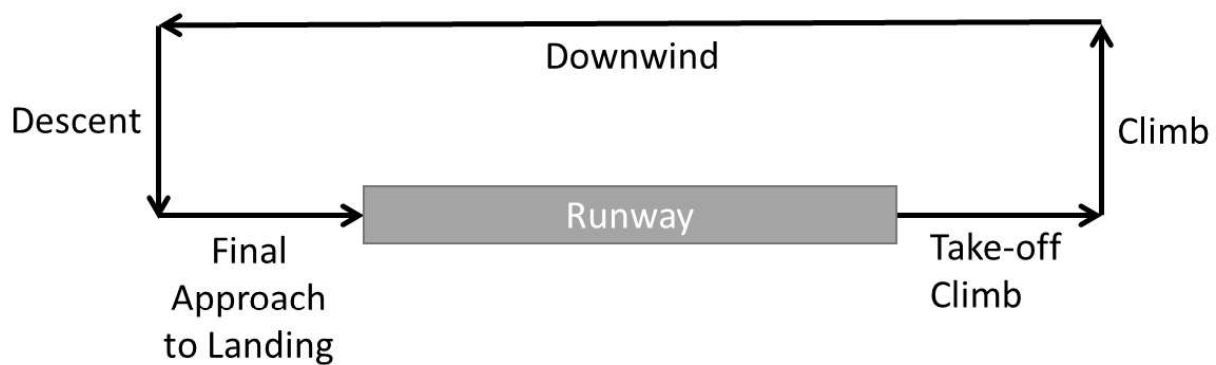 Downwind
Descent
Climb
Runway
Final
Approach
to Landing
Take-off
Climb